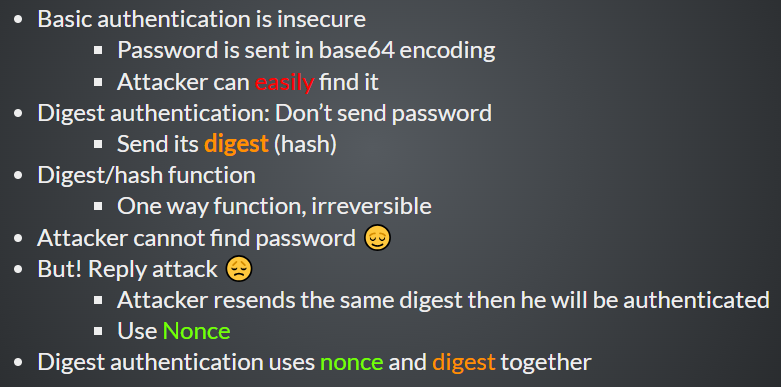 Basic authentication is insecure
Password is sent in base64 encoding
Attacker can easily find it
Digest authentication: Don’t send password
Send its digest (hash)
Digest/hash function
One way function, irreversible
Attacker cannot find password 😌
But! Reply attack 😔
Attacker resends the same digest then he will be authenticated
Use Nonce
Digest authentication uses nonce and digest together